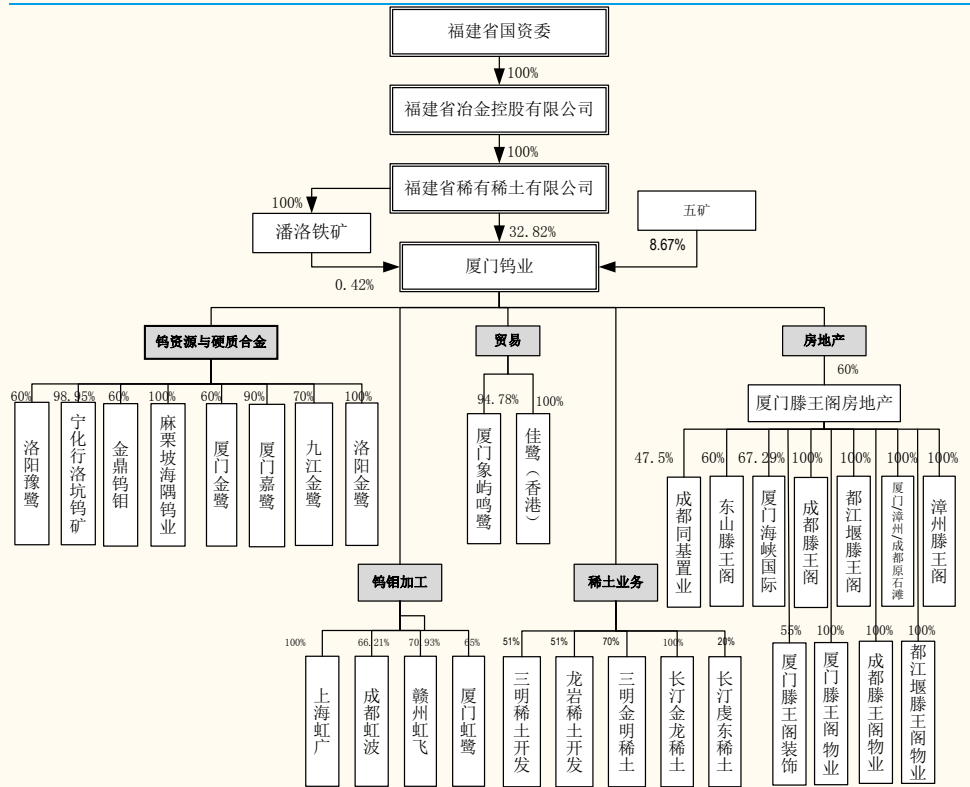 福建省国资委
100%
福建省冶金控股有限公司
100%
福建省稀有稀土有限公司
100%
五矿
潘洛铁矿
32.82%
8.67%
厦门钨业
0.42%
钨资源与硬质合金
贸易
房地产
60%
98.95%
60%
100%
60%
90%
70%
100%
洛阳豫鹭
宁化行洛坑钨矿
金鼎钨钼
麻栗坡海隅钨业
厦门金鹭
厦门嘉鹭
九江金鹭
洛阳金鹭
94.78%
100%
厦门象屿鸣鹭
佳鹭（香港）
60%
厦门滕王阁房地产
47.5%
60%
67.29%
100%
100%
100%
100%
成都同基置业
东山滕王阁
厦门海峡国际
成都滕王阁
都江堰滕王阁
厦门/漳州/成都原石滩
漳州滕王阁
钨钼加工
稀土业务
100%
66.21%
70.93%
65%
上海虹广
成都虹波
赣州虹飞
厦门虹鹭
51%
51%
70%
100%
20%
三明稀土开发
龙岩稀土开发
三明金明稀土
长汀金龙稀土
长汀虔东稀土
55%
100%
100%
100%
厦门滕王阁装饰
厦门滕王阁物业
成都滕王阁物业
都江堰滕王阁物业